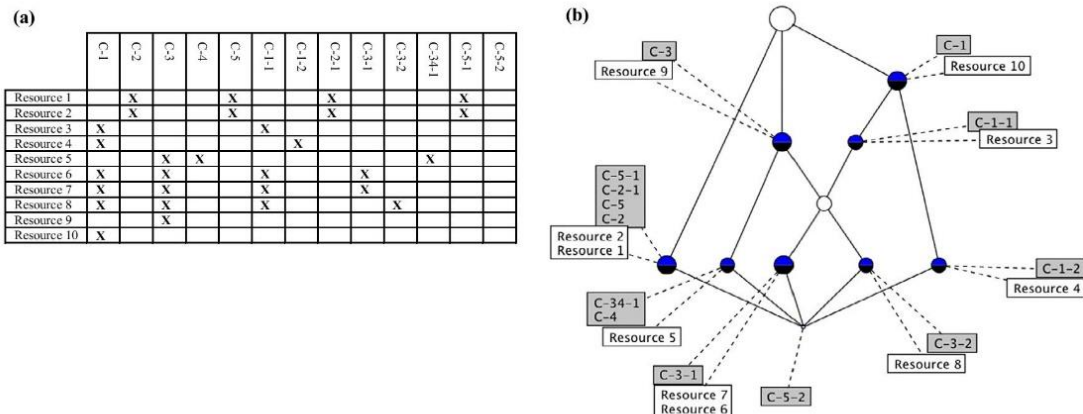 (a)
C-1 C-2 C-3 C-4 C-5 C-1-1 C-1-2 C-2-1 C-3-1 C-3-2 C-34-1 C-5-1 C-5-2
Resource 1 X X X X
Resource 2 X X X X
Resource 3 X X
Resource 4 X X
Resource 5 X X X
Resource 6 X X X X
Resource 7 X X X X
Resource 8 X X X X
Resource 9 X
Resource 10 X
(b)
C-3
Resource 9
C-1
Resource 10
C-1-1
Resource 3
C-5-1
C-2-1
C-5
C-2
Resource 2
Resource 1
C-34-1
C-4
Resource 5
C-1-2
Resource 4
C-3-2
Resource 8
C-3-1
Resource 7
Resource 6
C-5-2